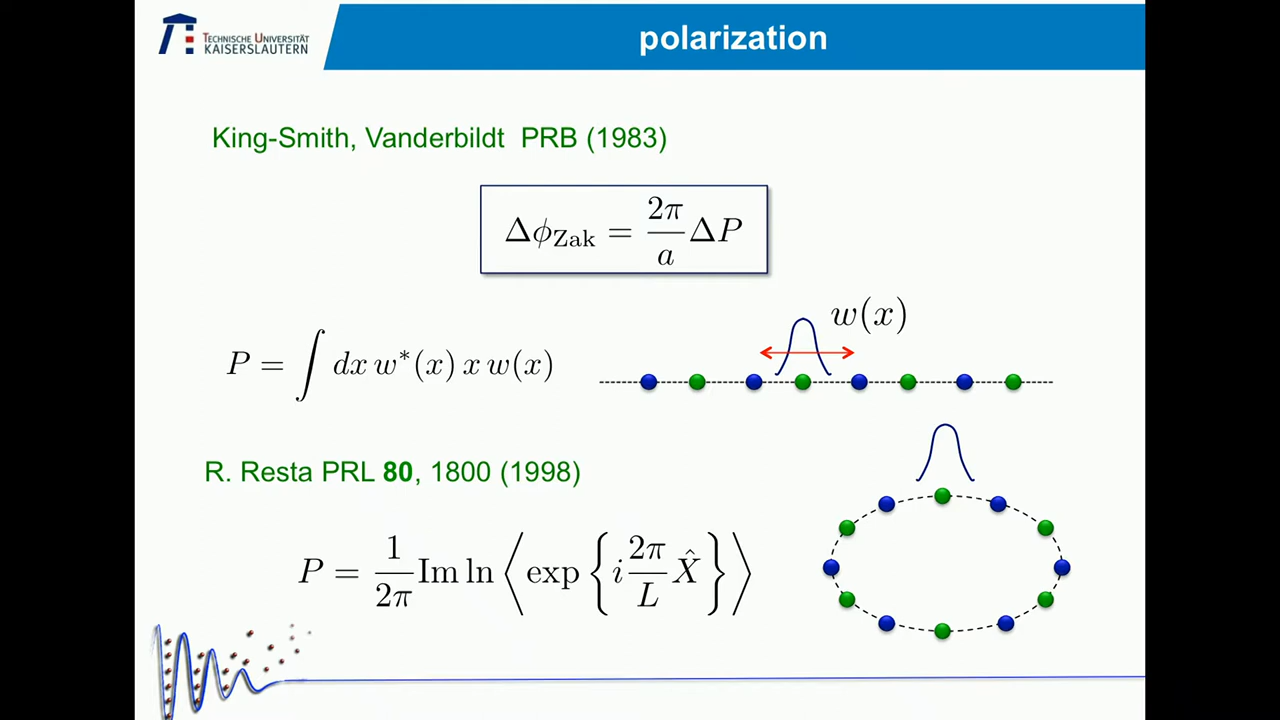 TECHNISCHE UNIVERSITÄT
KAISERSLAUTERN
polarization
King-Smith, Vanderbildt PRB (1983)
Δϕ_Zak = 2π/a ΔP
P = ∫ dx w*(x) x w(x)
w(x)
R. Resta PRL 80, 1800 (1998)
P = 1/2π Im ln ⟨exp{i 2π/L X̂}⟩